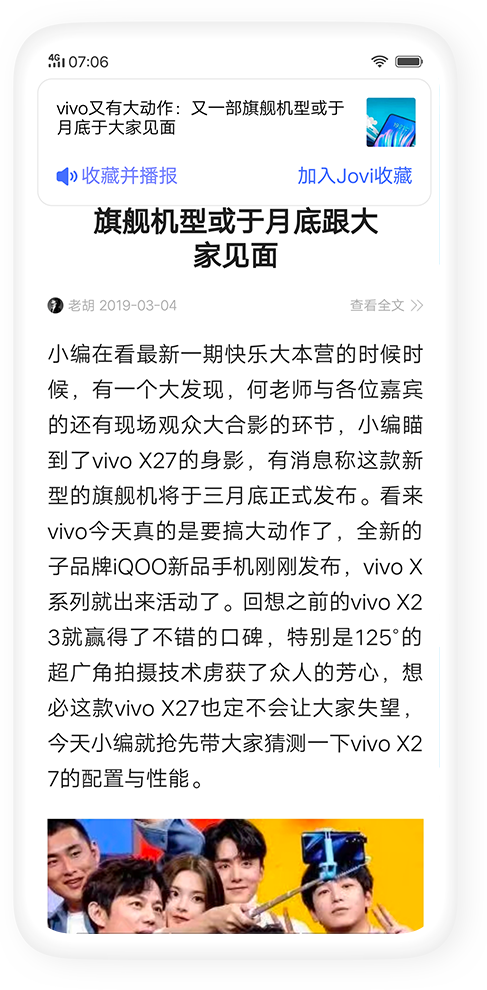 4G 07:06
vivo又有大动作：又一部旗舰机型或于
月底于大家见面
收藏并播报
加入Jovi收藏
旗舰机型或于月底跟大
家见面
老胡 2019-03-04
查看全文
小编在看最新一期快乐大本营的时候时
候，有一个大发现，何老师与各位嘉宾
的还有现场观众大合影的环节，小编瞄
到了vivo X27的身影，有消息称这款新
型的旗舰机将于三月底正式发布。看来
vivo今天真的是要搞大动作了，全新的
子品牌iQOO新品手机刚刚发布，vivo X
系列就出来活动了。回想之前的vivo X2
3就赢得了不错的口碑，特别是125°的
超广角拍摄技术虏获了众人的芳心，想
必这款vivo X27也定不会让大家失望，
今天小编就抢先带大家猜测一下vivo X2
7的配置与性能。